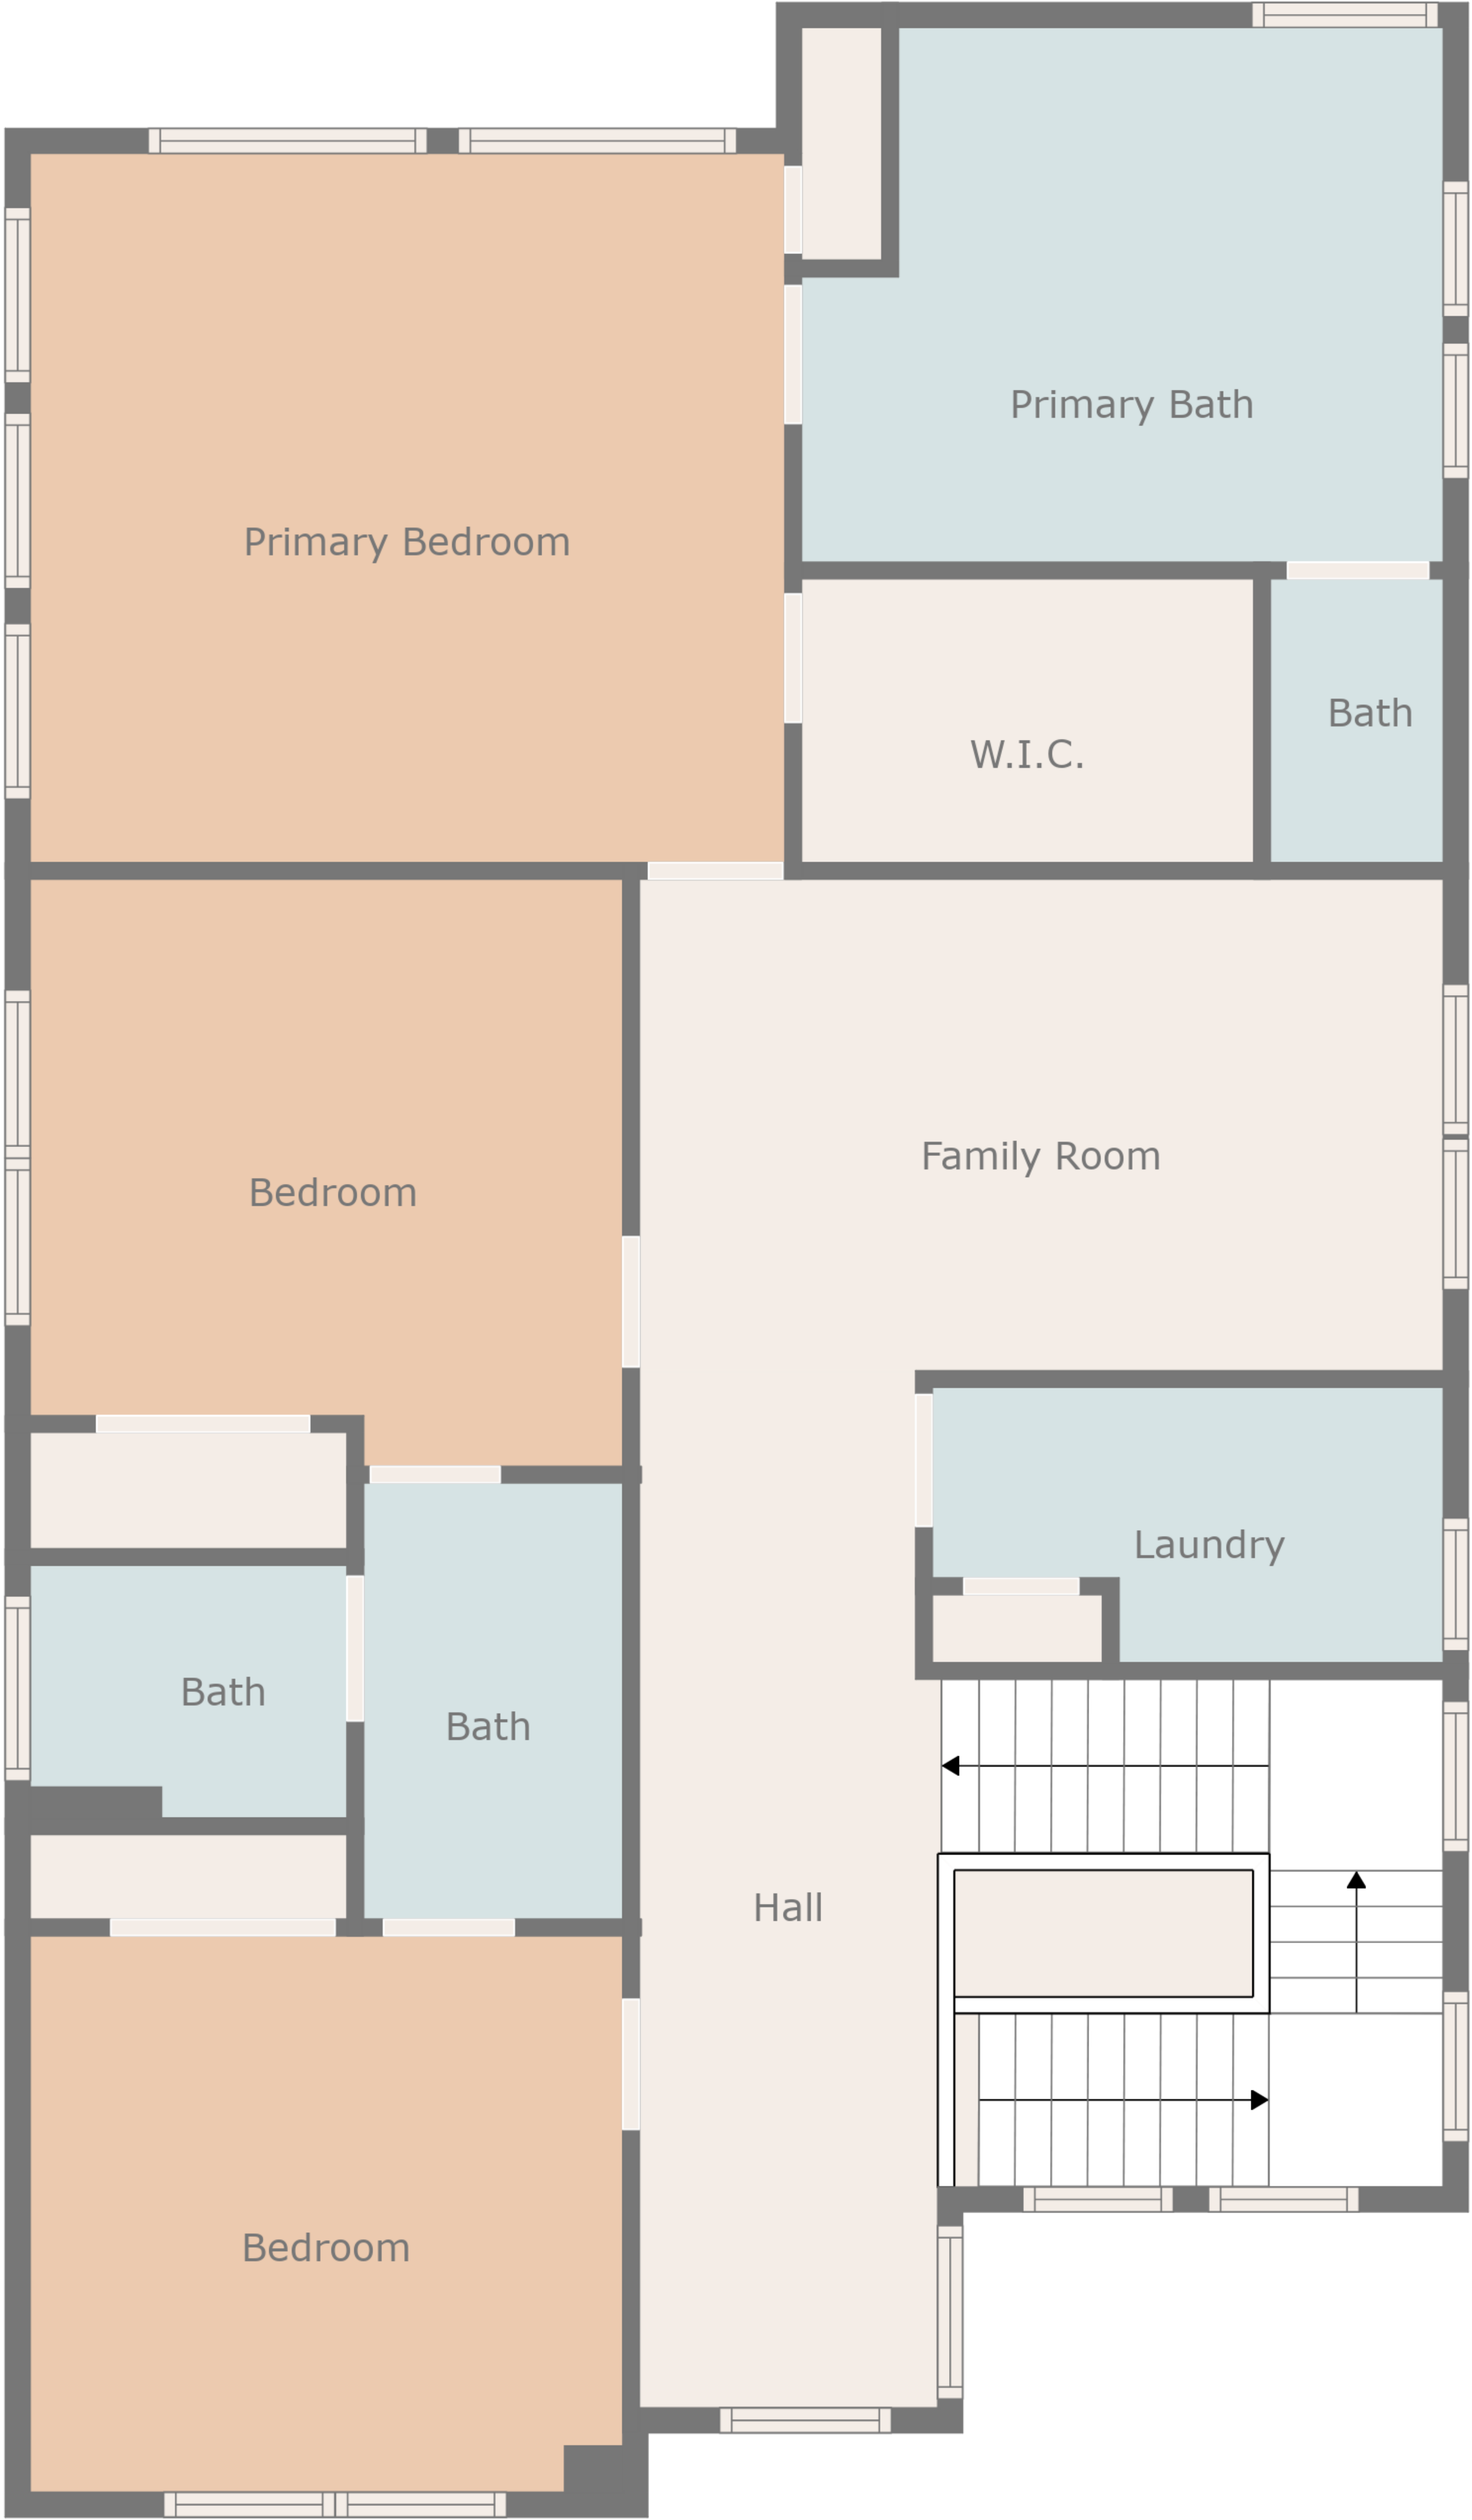 Primary Bath
Primary Bedroom
Bath
W.I.C.
Family Room
Bedroom
Laundry
Bath
Bath
Hall
Bedroom